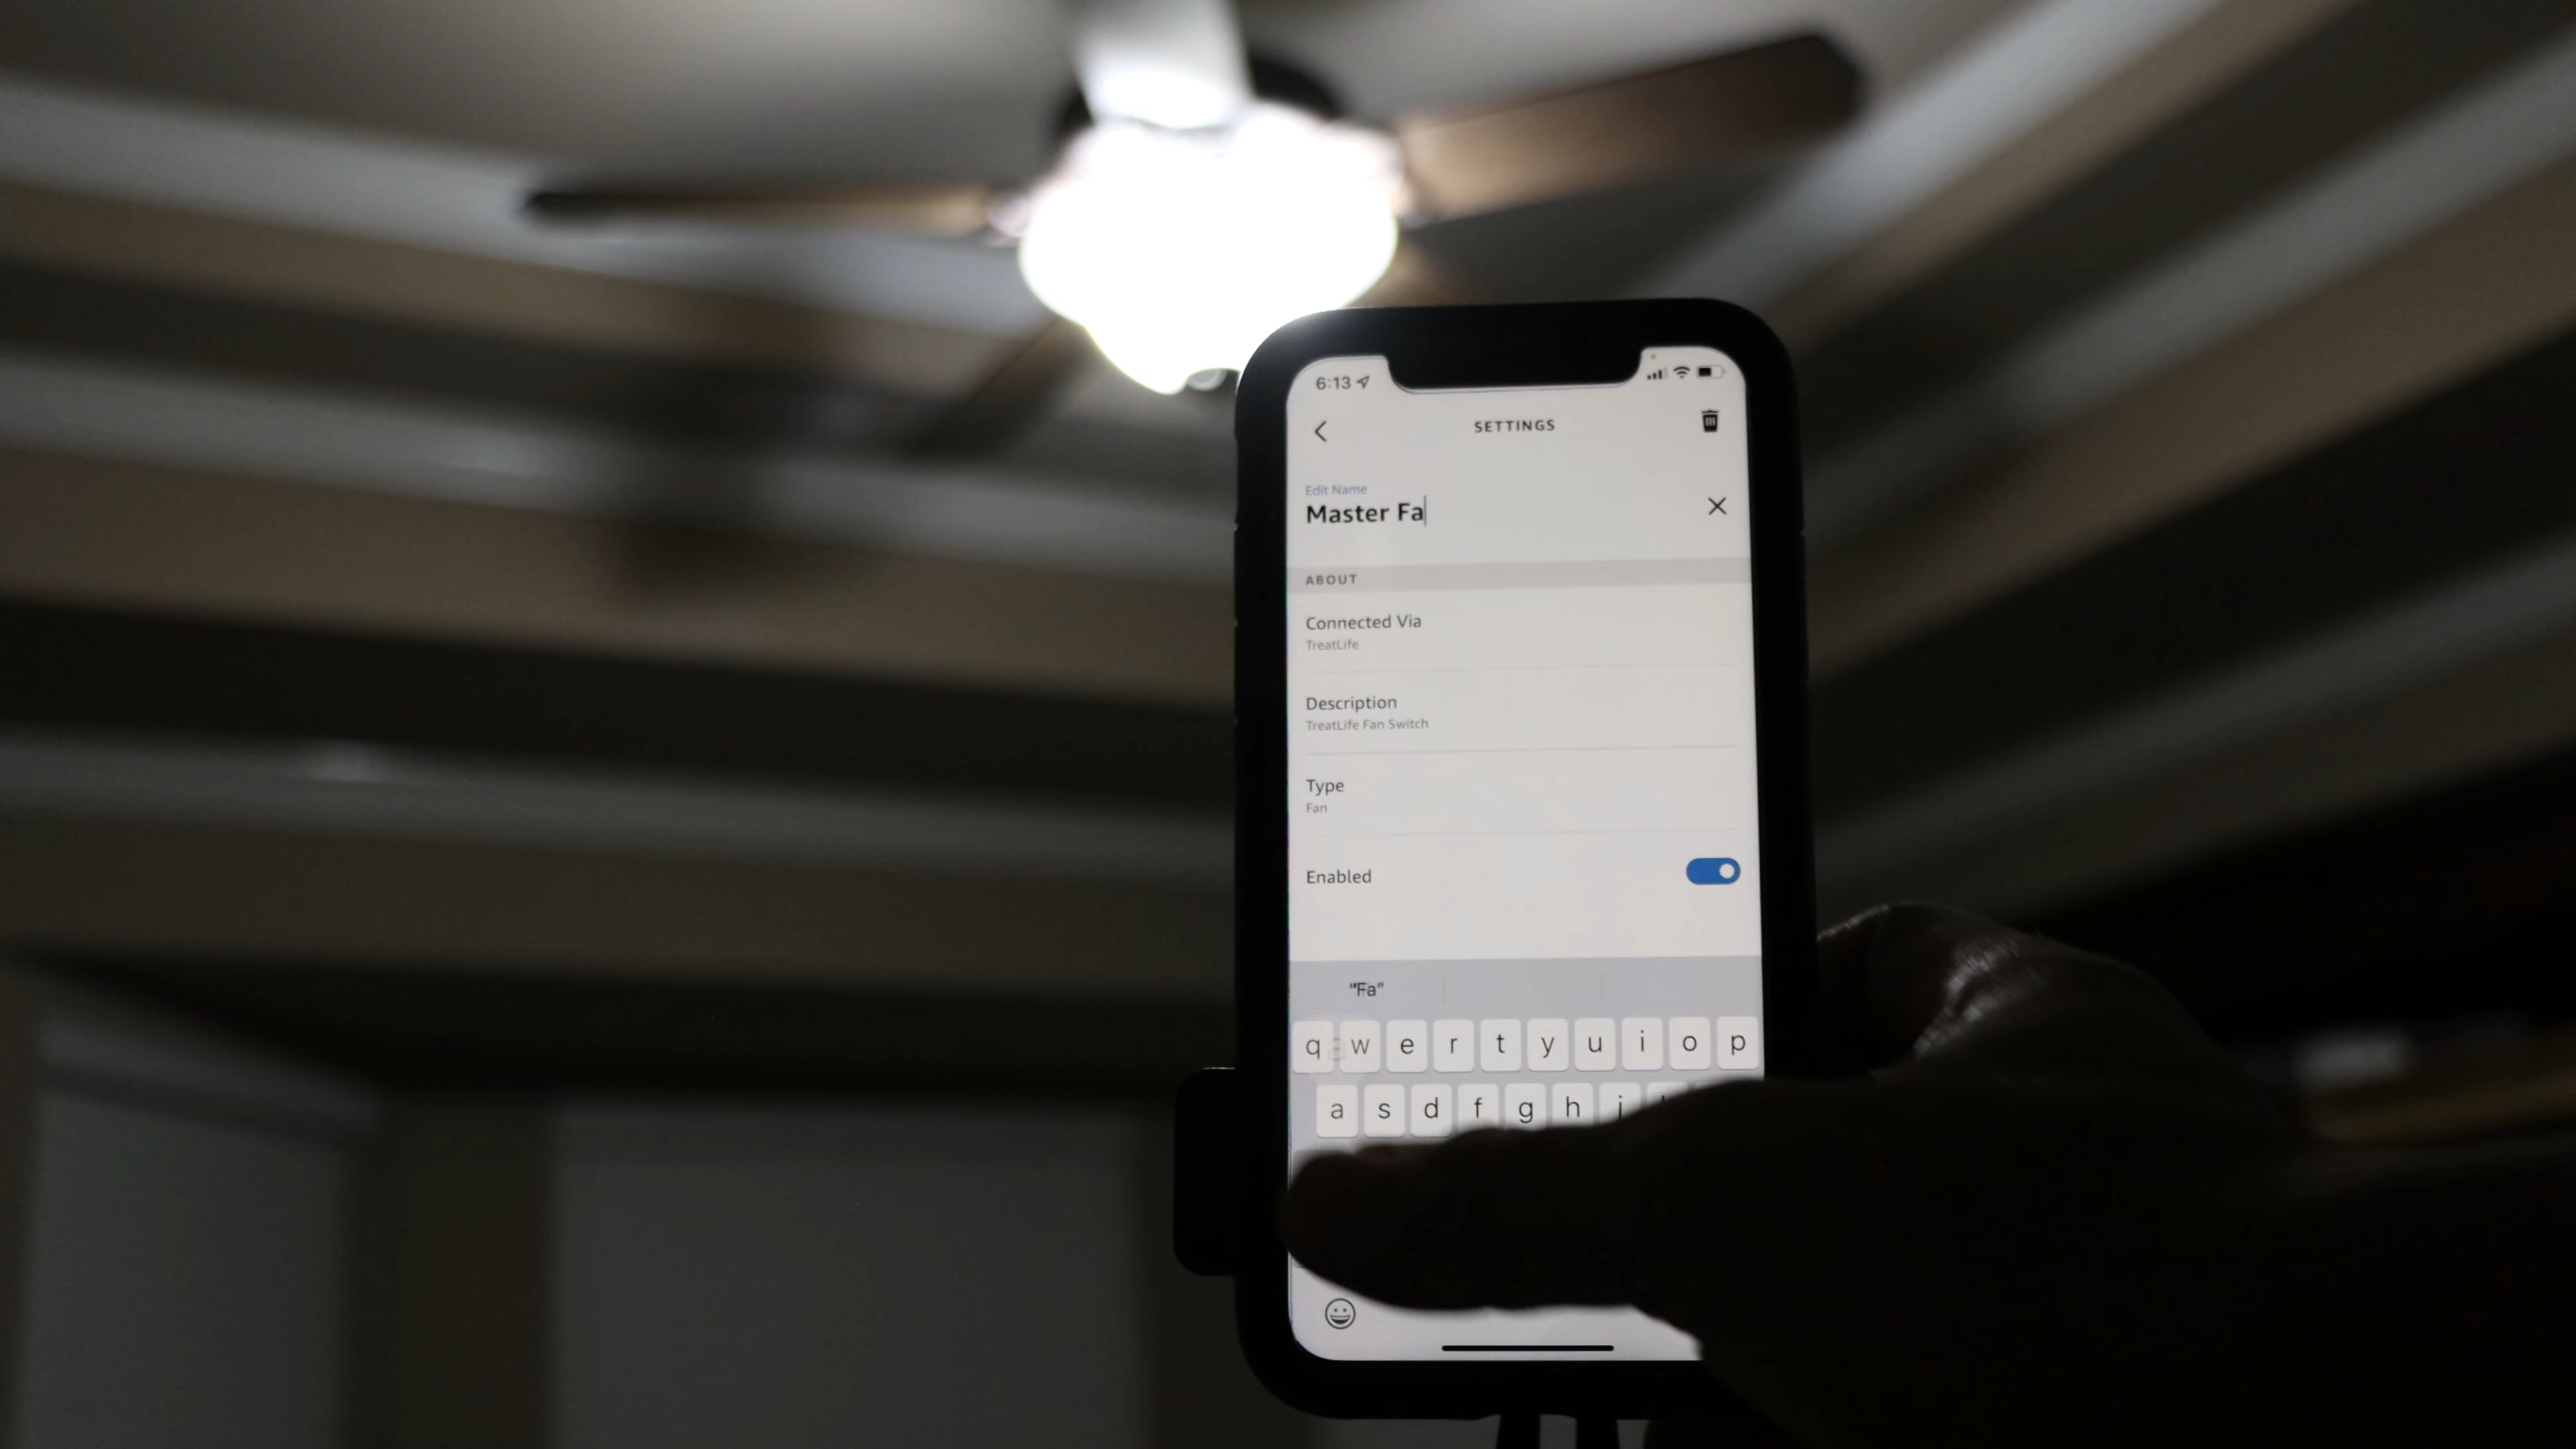 6:13
SETTINGS
Edit Name
Master Fa
ABOUT
Connected Via
TreatLife
Description
TreatLife Fan Switch
Type
Fan
Enabled
“Fa”
q w e r t y u i o p
a s d f g h j